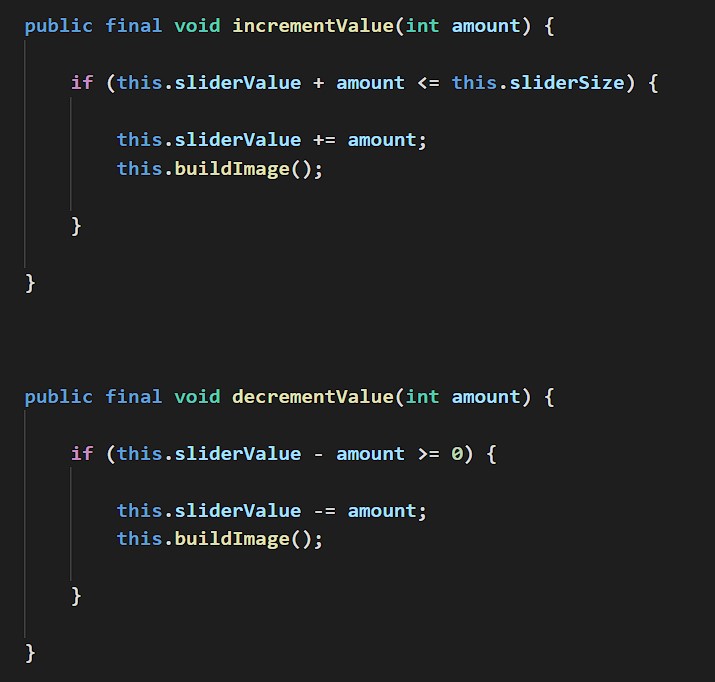 public final void incrementValue(int amount) {
if (this.sliderValue + amount <= this.sliderSize) {
this.sliderValue += amount;
this.buildImage();
}
}
public final void decrementValue(int amount) {
if (this.sliderValue - amount >= 0) {
this.sliderValue -= amount;
this.buildImage();
}
}